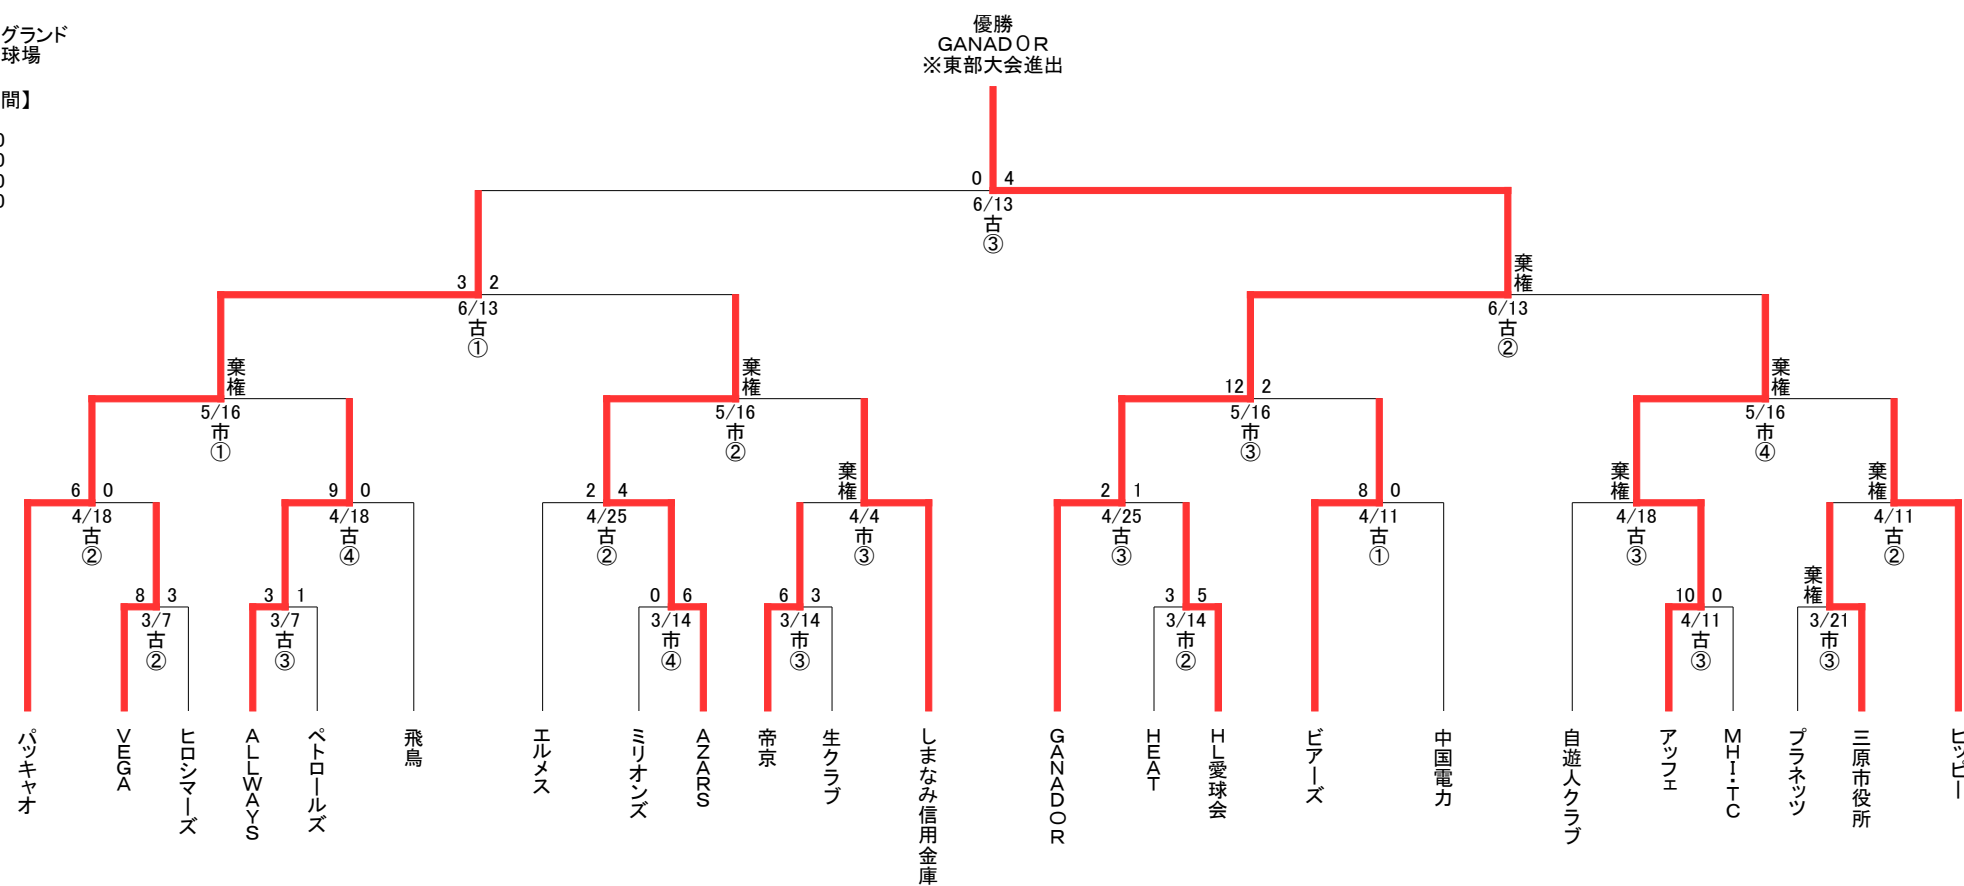 グランド
球場
間】
0
0
0
0
優勝
GANADOR
※東部大会進出
0 4
6/13
古
③
3 2
6/13
古
①
棄権
6/13
古
②
棄権
5/16
市
①
棄権
5/16
市
②
12 2
5/16
市
③
棄権
5/16
市
④
6 0
4/18
古
②
9 0
4/18
古
④
2 4
4/25
古
②
棄権
4/4
市
③
2 1
4/25
古
③
8 0
4/11
古
①
棄権
4/18
古
③
棄権
4/11
古
②
8 3
3/7
古
②
3 1
3/7
古
③
0 6
3/14
市
④
6 3
3/14
市
③
3 5
3/14
市
②
10 0
4/11
古
③
棄権
3/21
市
③
パッキャオ
VEGA
ヒロシマーズ
ALLWAYS
ペトロールズ
飛鳥
エルメス
ミリオンズ
AZARS
帝京
生クラブ
しまなみ信用金庫
GANADOR
HEAT
HL愛球会
ビアーズ
中国電力
自遊人クラブ
アッフェ
MHI・TC
プラネッツ
三原市役所
ヒッピー